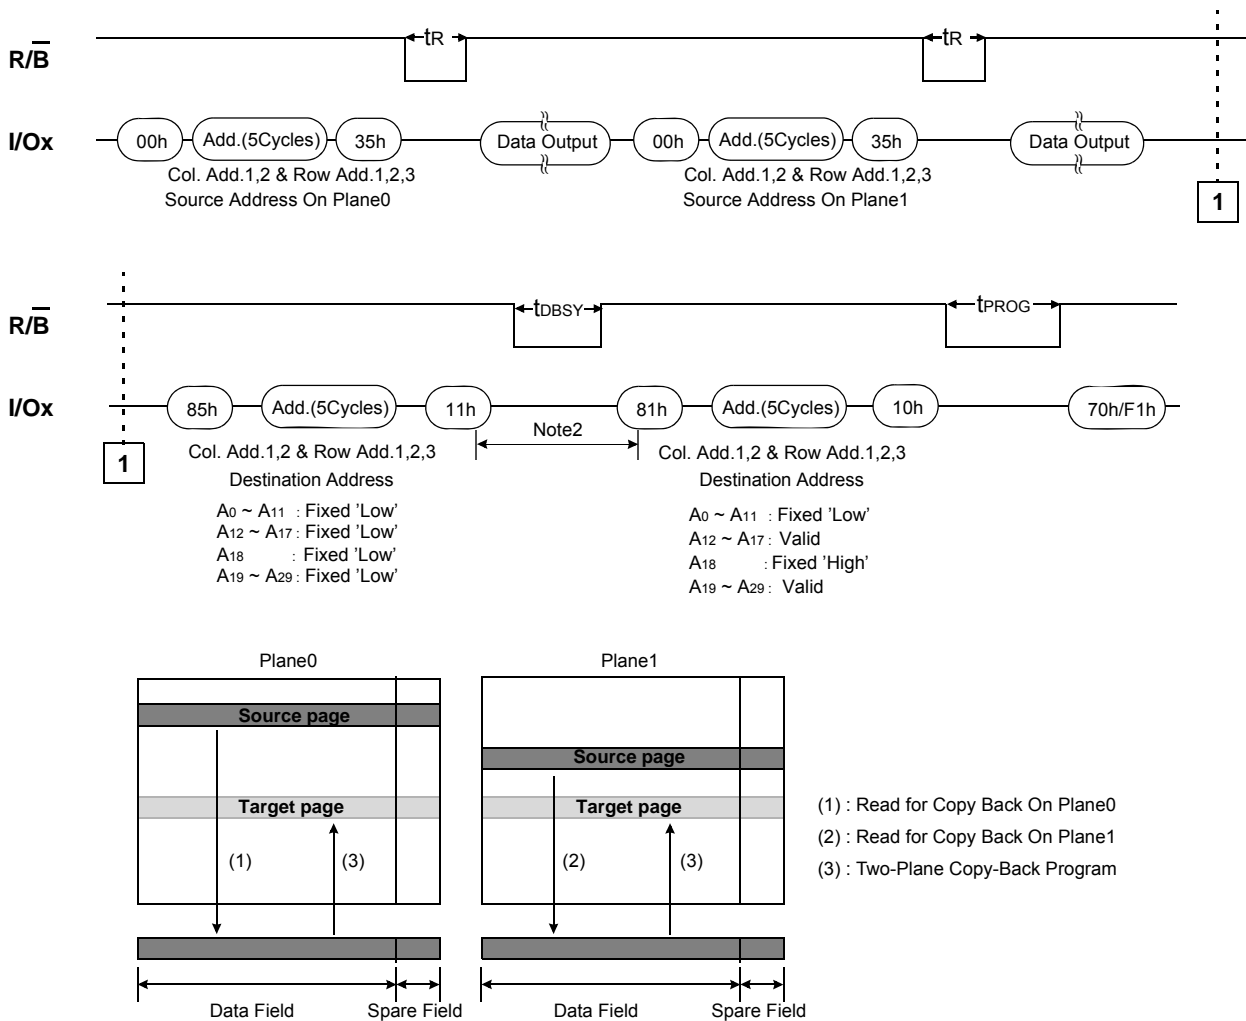 R/B tR tR
I/Ox 00h Add.(5Cycles) 35h Data Output 00h Add.(5Cycles) 35h Data Output
Col. Add.1,2 & Row Add.1,2,3 Col. Add.1,2 & Row Add.1,2,3
Source Address On Plane0 Source Address On Plane1
1
R/B tDBSY tPROG
I/Ox 85h Add.(5Cycles) 11h 81h Add.(5Cycles) 10h 70h/F1h
Note2
1
Col. Add.1,2 & Row Add.1,2,3 Col. Add.1,2 & Row Add.1,2,3
Destination Address Destination Address
A0 ~ A11 : Fixed 'Low' A0 ~ A11 : Fixed 'Low'
A12 ~ A17 : Fixed 'Low' A12 ~ A17 : Valid
A18 : Fixed 'Low' A18 : Fixed 'High'
A19 ~ A29 : Fixed 'Low' A19 ~ A29 : Valid
Plane0 Plane1
Source page
Source page
Target page Target page
(1) (3) (2) (3)
(1) : Read for Copy Back On Plane0
(2) : Read for Copy Back On Plane1
(3) : Two-Plane Copy-Back Program
Data Field Spare Field Data Field Spare Field